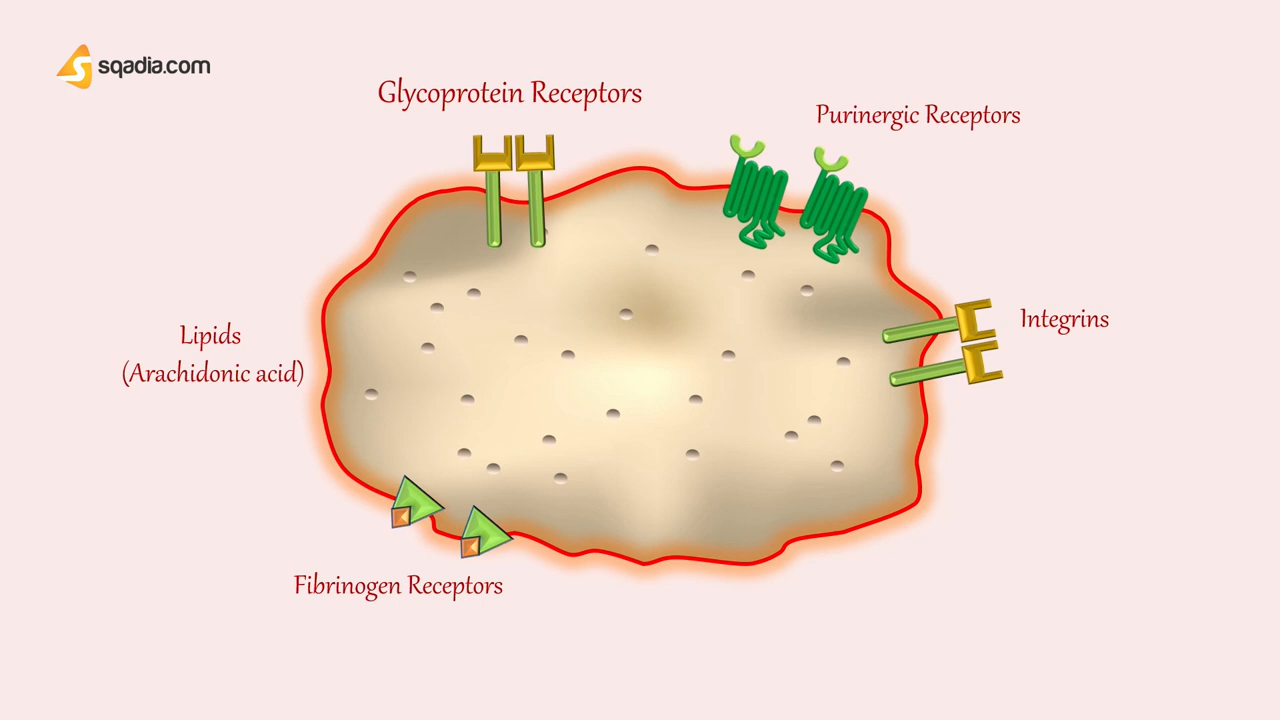 sqadia.com
Glycoprotein Receptors
Purinergic Receptors
Integrins
Lipids
(Arachidonic acid)
Fibrinogen Receptors